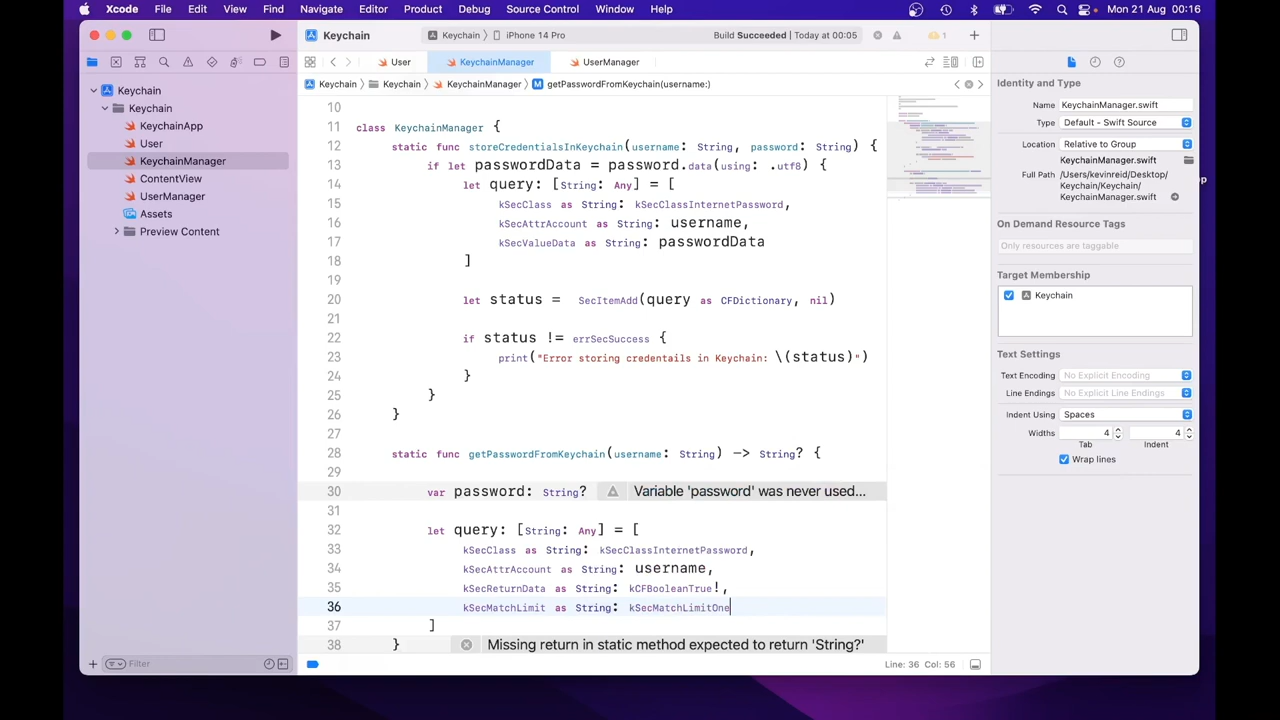 Xcode File Edit View Find Navigate Editor Product Debug Source Control Window Help Mon 21 Aug 00:16
Keychain Keychain iPhone 14 Pro Build Succeeded | Today at 00:05 1
User KeychainManager UserManager
Keychain Keychain KeychainManager M getPasswordFromKeychain(username:)
Keychain
Keychain
KeychainApp
User
KeychainManager
ContentView
UserManager
Assets
Preview Content
Filter
10
11 class KeychainManager {
static func storeCredentialsInKeychain(username: String, password: String) {
13 if let passwordData = password.data(using: .utf8) {
14 let query: [String: Any] = [
15 kSecClass as String: kSecClassInternetPassword,
16 kSecAttrAccount as String: username,
17 kSecValueData as String: passwordData
18 ]
19
20 let status = SecItemAdd(query as CFDictionary, nil)
21
22 if status != errSecSuccess {
23 print("Error storing credentails in Keychain: \(status)")
24 }
25 }
26 }
27
28 static func getPasswordFromKeychain(username: String) -> String? {
29
30 var password: String? Variable 'password' was never used...
31
32 let query: [String: Any] = [
33 kSecClass as String: kSecClassInternetPassword,
34 kSecAttrAccount as String: username,
35 kSecReturnData as String: kCFBooleanTrue!,
36 kSecMatchLimit as String: kSecMatchLimitOne
37 ]
38 } Missing return in static method expected to return 'String?'
Line: 36 Col: 56
Identity and Type
Name KeychainManager.swift
Type Default - Swift Source
Location Relative to Group
KeychainManager.swift
Full Path /Users/kevinreid/Desktop/
Keychain/Keychain/
KeychainManager.swift
On Demand Resource Tags
Only resources are taggable
Target Membership
Keychain
Text Settings
Text Encoding No Explicit Encoding
Line Endings No Explicit Line Endings
Indent Using Spaces
Widths 4 4
Tab Indent
Wrap lines